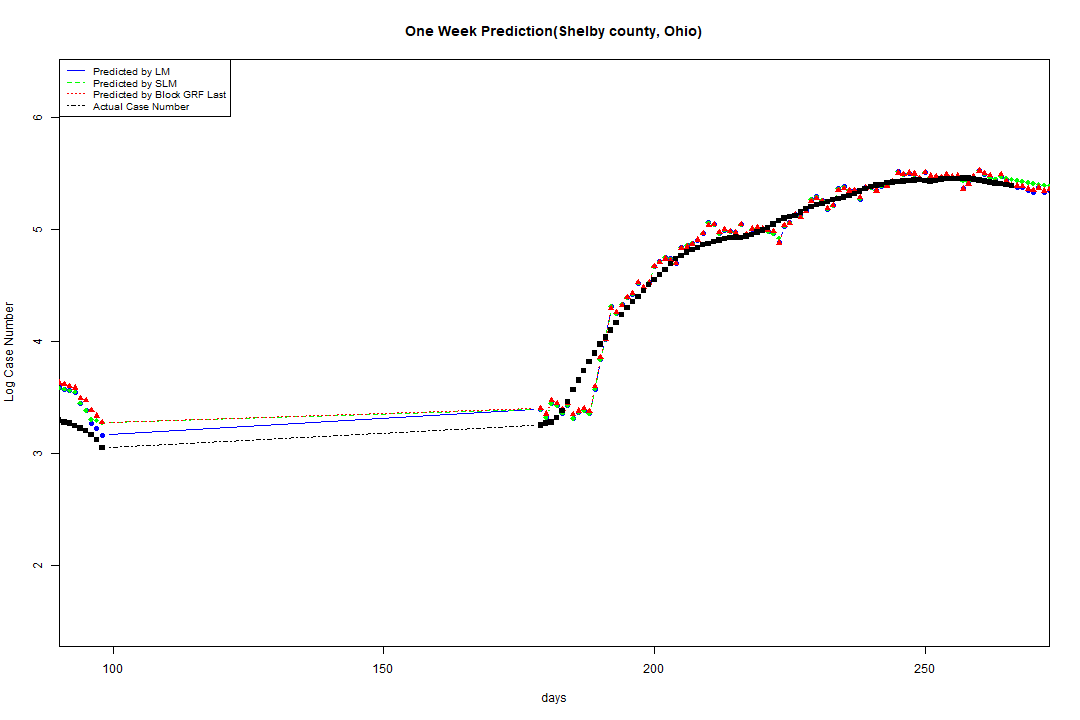 One Week Prediction(Shelby county, Ohio)
Predicted by LM
Predicted by SLM
Predicted by Block GRF Last
Actual Case Number
6
5
4
3
2
Log Case Number
100
150
200
250
days